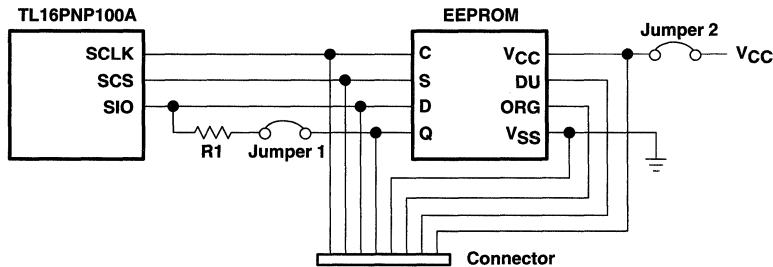 TL16PNP100A
EEPROM
Jumper 2
SCLK
C
VCC
VCC
SCS
S
DU
SIO
D
ORG
Q
VSS
R1
Jumper 1
Connector